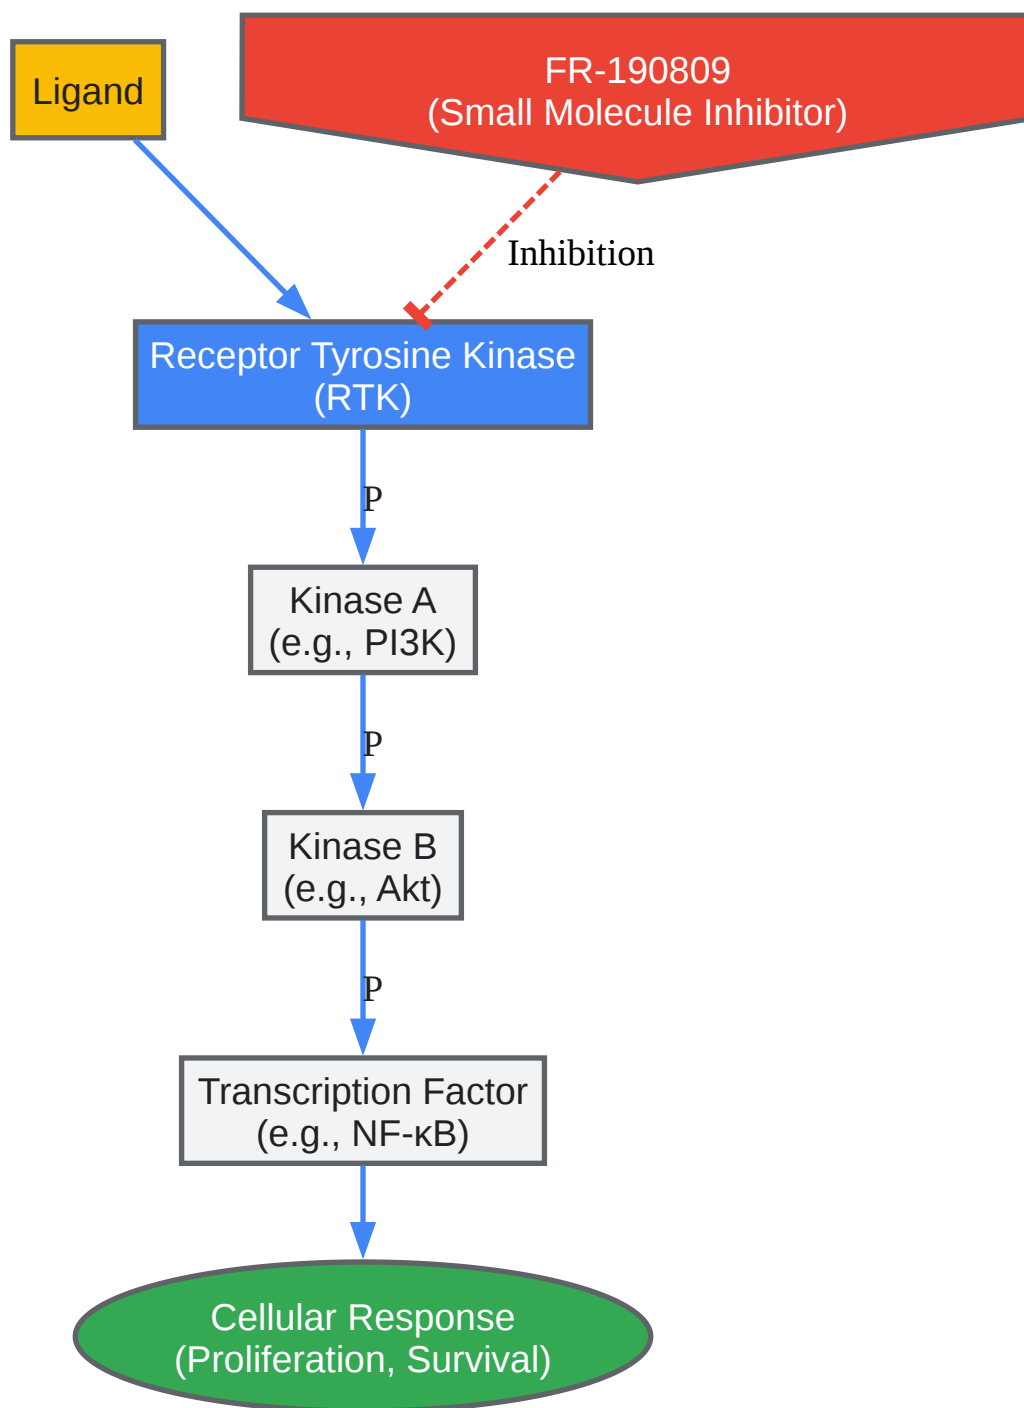 Ligand
FR-190809
(Small Molecule Inhibitor)
Inhibition
Receptor Tyrosine Kinase
(RTK)
P
Kinase A
(e.g., PI3K)
P
Kinase B
(e.g., Akt)
P
Transcription Factor
(e.g., NF-κB)
Cellular Response
(Proliferation, Survival)